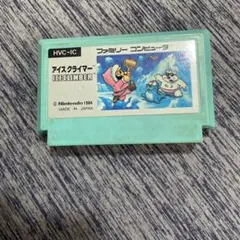 HVC-IC
ファミリー コンピュータ
アイスクライマー
ICE CLIMBER
© Nintendo 1984
MADE IN JAPAN